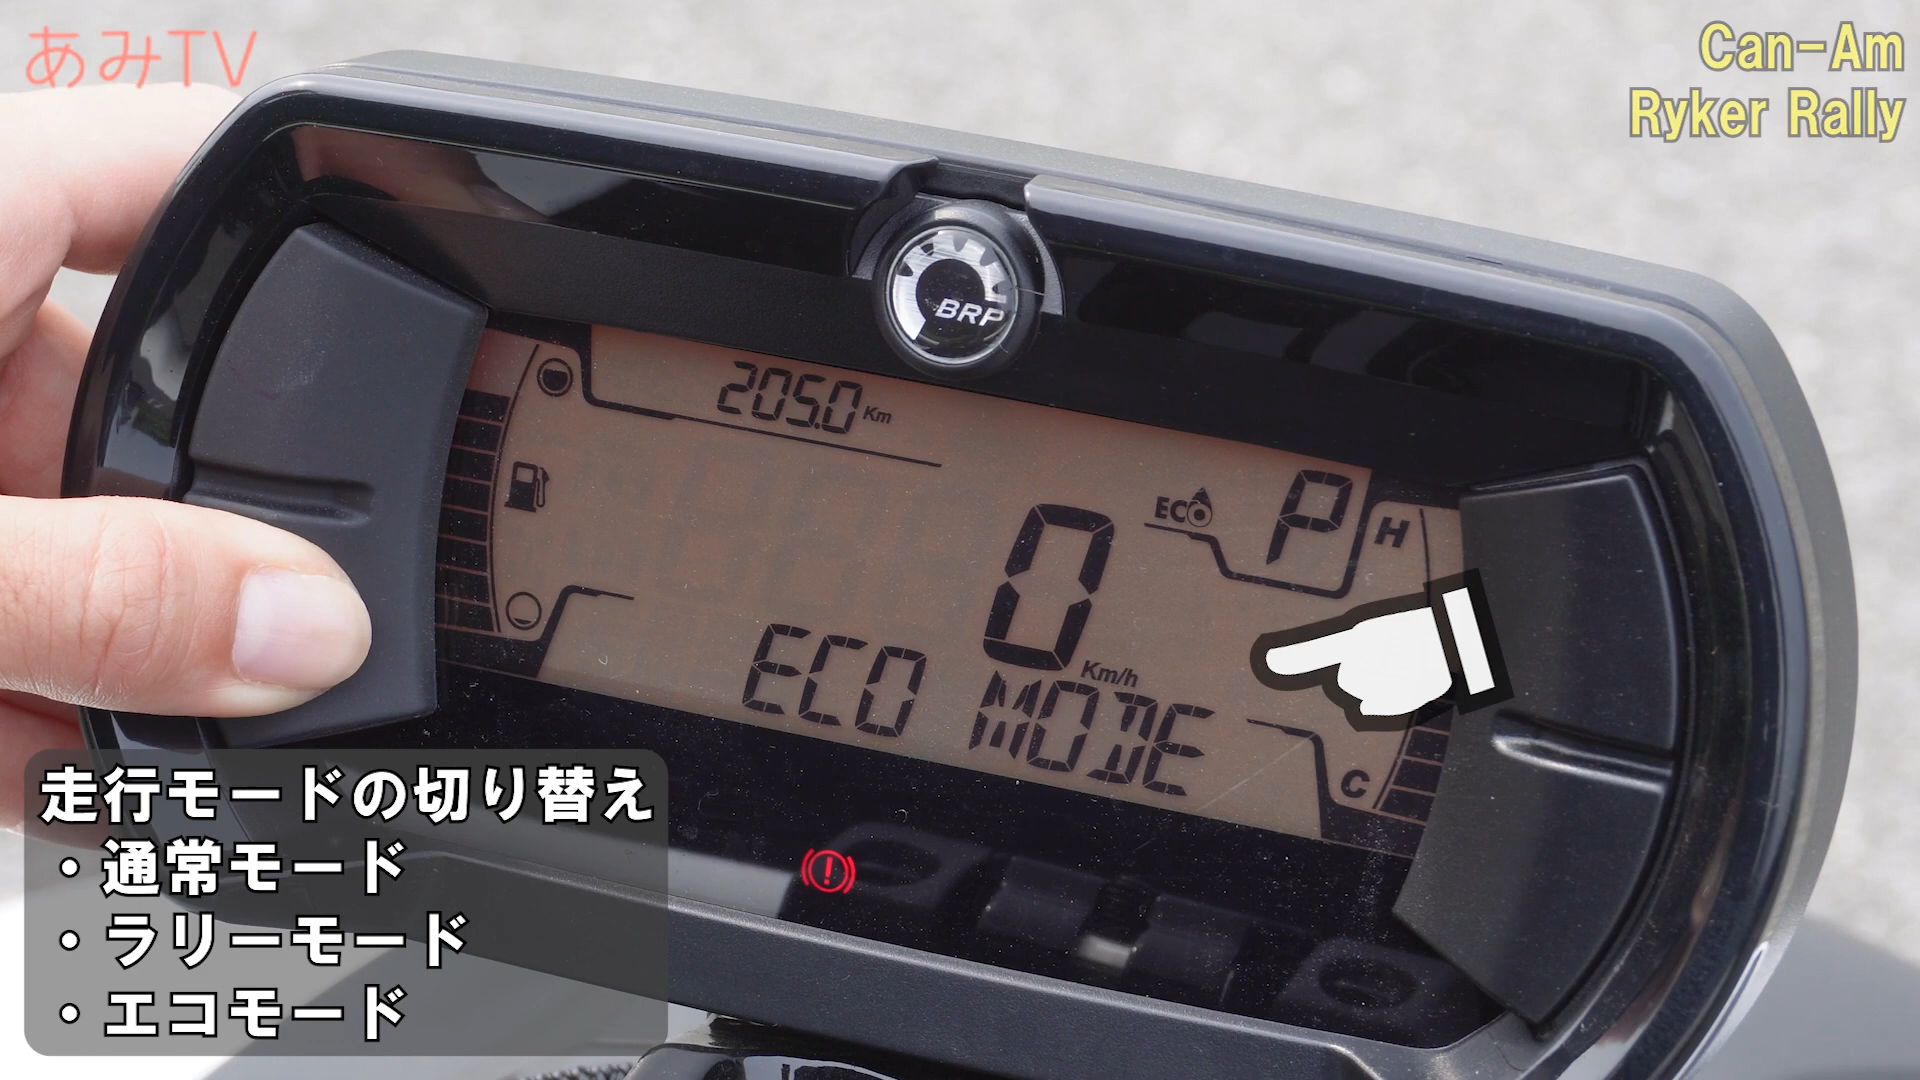 あみTV
Can-Am
Ryker Rally
BRP
205.0 Km
ECO
P
H
0
Km/h
ECO MODE
C
走行モードの切り替え
・通常モード
・ラリーモード
・エコモード